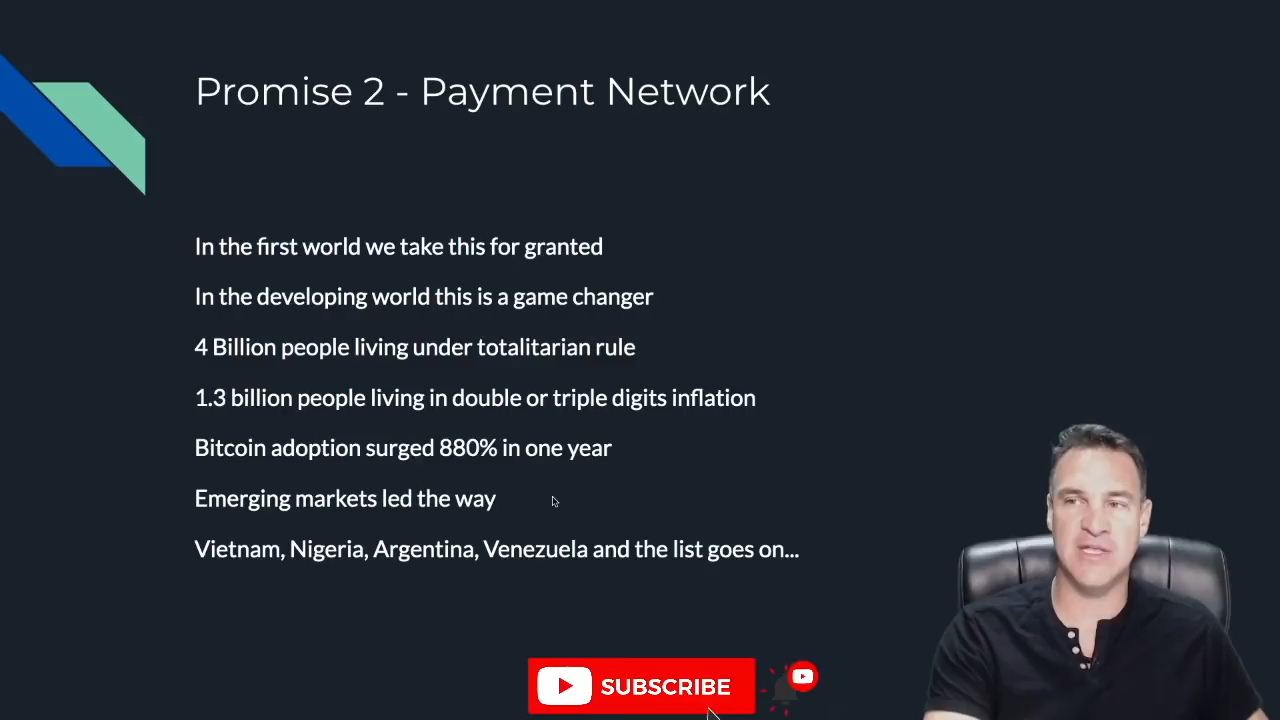 Promise 2 - Payment Network
In the first world we take this for granted
In the developing world this is a game changer
4 Billion people living under totalitarian rule
1.3 billion people living in double or triple digits inflation
Bitcoin adoption surged 880% in one year
Emerging markets led the way
Vietnam, Nigeria, Argentina, Venezuela and the list goes on...
SUBSCRIBE